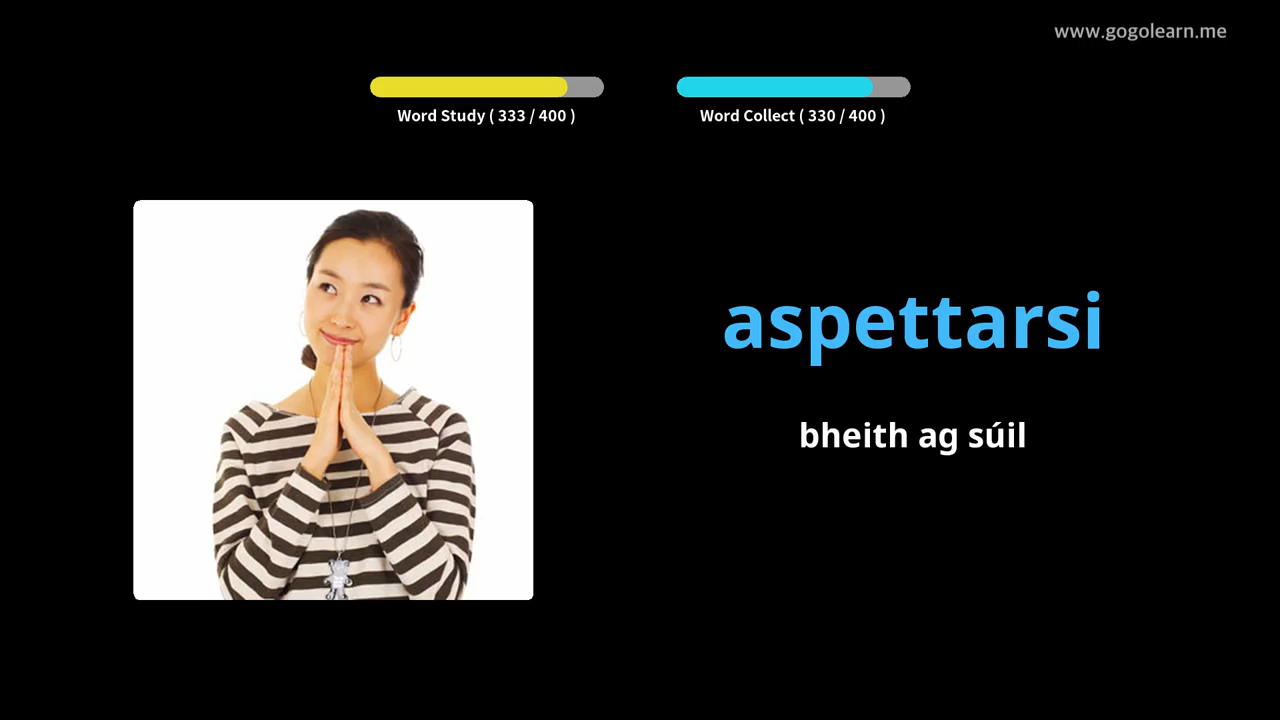 www.gogolearn.me
Word Study ( 333 / 400 )
Word Collect ( 330 / 400 )
aspettarsi
bheith ag súil